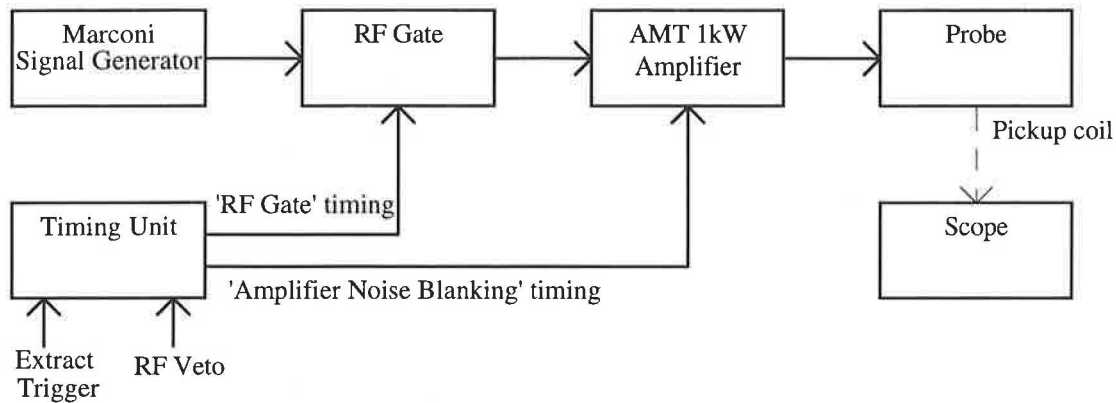 Marconi
Signal Generator
RF Gate
AMT 1kW
Amplifier
Probe
Pickup coil
'RF Gate' timing
Timing Unit
Scope
'Amplifier Noise Blanking' timing
Extract
Trigger
RF Veto